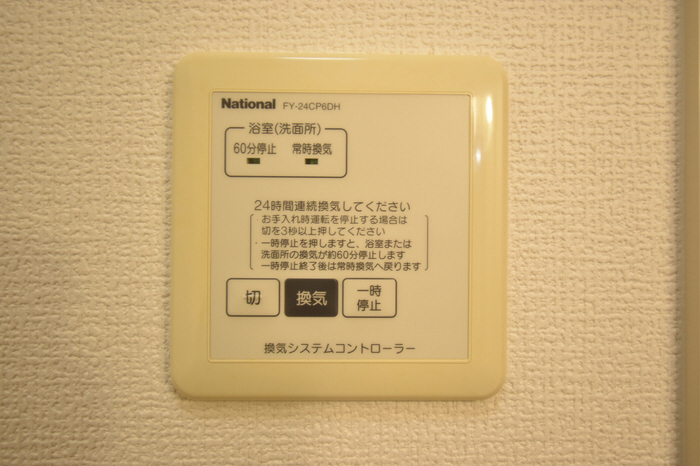 National FY-24CP6DH
浴室(洗面所)
60分停止 常時換気
24時間連続換気してください
・お手入れ時運転を停止する場合は
切を3秒以上押してください
・一時停止を押しますと、浴室または
洗面所の換気が約60分停止します
一時停止終了後は常時換気へ戻ります
切 換気 一時
停止
換気システムコントローラー